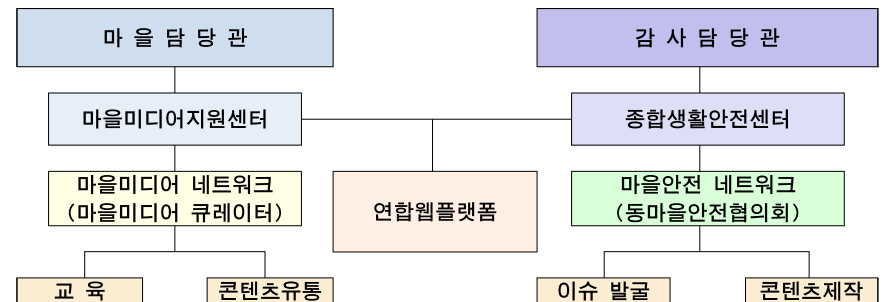 마 을 담 당 관
감 사 담 당 관
마을미디어지원센터
종합생활안전센터
마을미디어 네트워크
(마을미디어 큐레이터)
연합웹플랫폼
마을안전 네트워크
(동마을안전협의회)
교 육
콘텐츠유통
이슈 발굴
콘텐츠제작